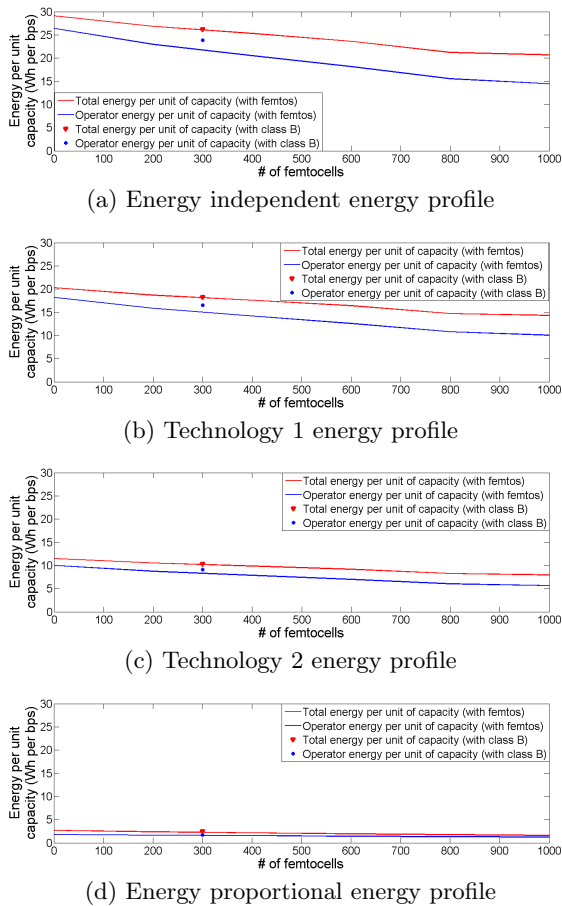 30
25
20
15
10
5
0
Energy per unit
capacity (Wh per bps)
Total energy per unit of capacity (with femtos)
Operator energy per unit of capacity (with femtos)
Total energy per unit of capacity (with class B)
Operator energy per unit of capacity (with class B)
0 100 200 300 400 500 600 700 800 900 1000
# of femtocells
(a) Energy independent energy profile
30
25
20
15
10
5
0
Energy per unit
capacity (Wh per bps)
Total energy per unit of capacity (with femtos)
Operator energy per unit of capacity (with femtos)
Total energy per unit of capacity (with class B)
Operator energy per unit of capacity (with class B)
0 100 200 300 400 500 600 700 800 900 1000
# of femtocells
(b) Technology 1 energy profile
30
25
20
15
10
5
0
Energy per unit
capacity (Wh per bps)
Total energy per unit of capacity (with femtos)
Operator energy per unit of capacity (with femtos)
Total energy per unit of capacity (with class B)
Operator energy per unit of capacity (with class B)
0 100 200 300 400 500 600 700 800 900 1000
# of femtocells
(c) Technology 2 energy profile
30
25
20
15
10
5
0
Energy per unit
capacity (Wh per bps)
Total energy per unit of capacity (with femtos)
Operator energy per unit of capacity (with femtos)
Total energy per unit of capacity (with class B)
Operator energy per unit of capacity (with class B)
0 100 200 300 400 500 600 700 800 900 1000
# of femtocells
(d) Energy proportional energy profile